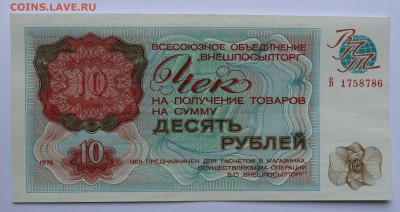 COINS.LAVE.RU
ВСЕСОЮЗНОЕ ОБЪЕДИНЕНИЕ
"ВНЕШПОСЫЛТОРГ"
ВПТ
Чек
Б 1758786
10
НА ПОЛУЧЕНИЕ ТОВАРОВ
НА СУММУ
ДЕСЯТЬ
РУБЛЕЙ
1976
10
ЧЕК ПРЕДНАЗНАЧЕН ДЛЯ РАСЧЕТОВ В МАГАЗИНАХ,
ОСУЩЕСТВЛЯЮЩИХ ОПЕРАЦИИ
В/О "ВНЕШПОСЫЛТОРГ"